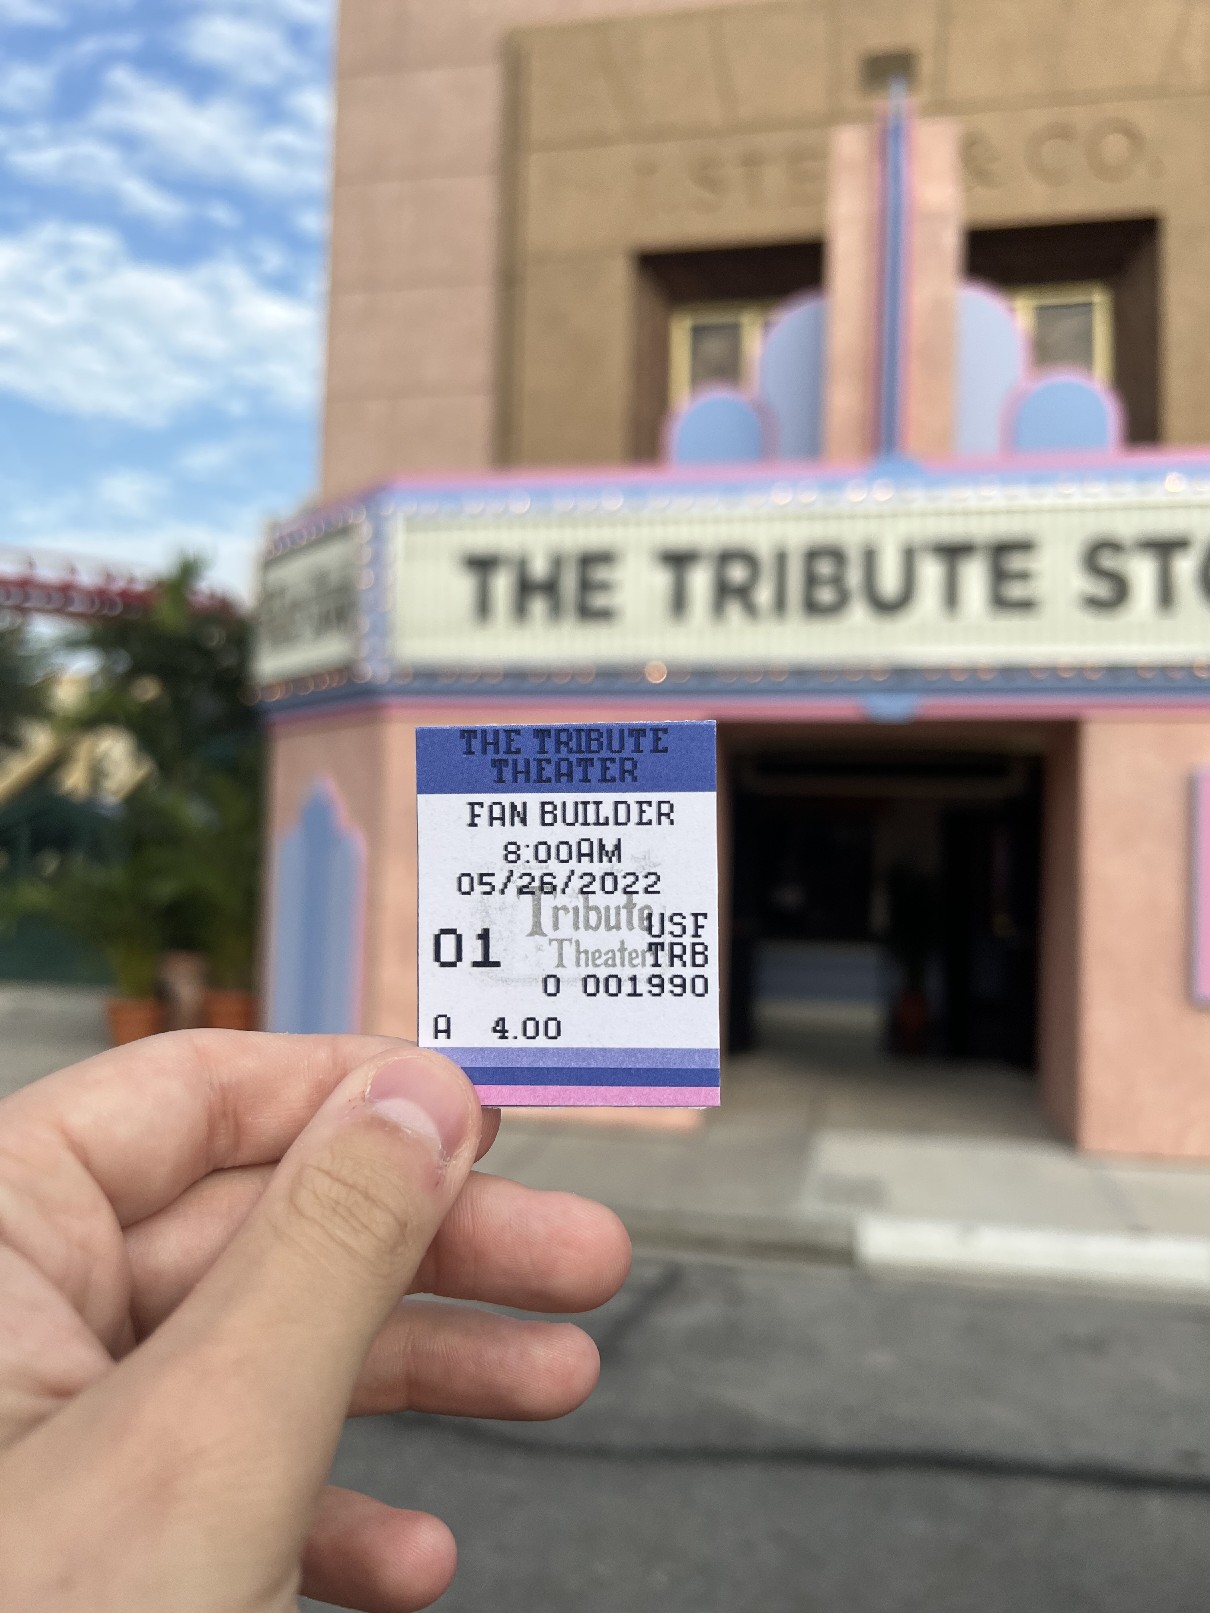 & CO.
THE TRIBUTE
THE TRIBUTE
THEATER
FAN BUILDER
8:00AM
05/26/2022
Tribute
Theater
01
USF
TRB
0 001990
A 4.00